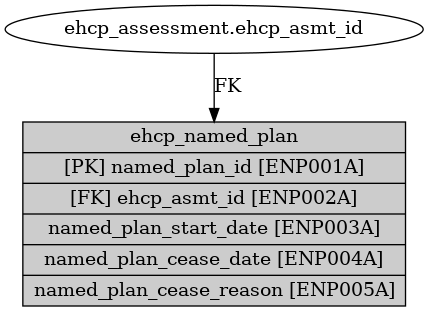 ehcp_assessment.ehcp_asmt_id
FK
ehcp_named_plan
[PK] named_plan_id [ENP001A]
[FK] ehcp_asmt_id [ENP002A]
named_plan_start_date [ENP003A]
named_plan_cease_date [ENP004A]
named_plan_cease_reason [ENP005A]